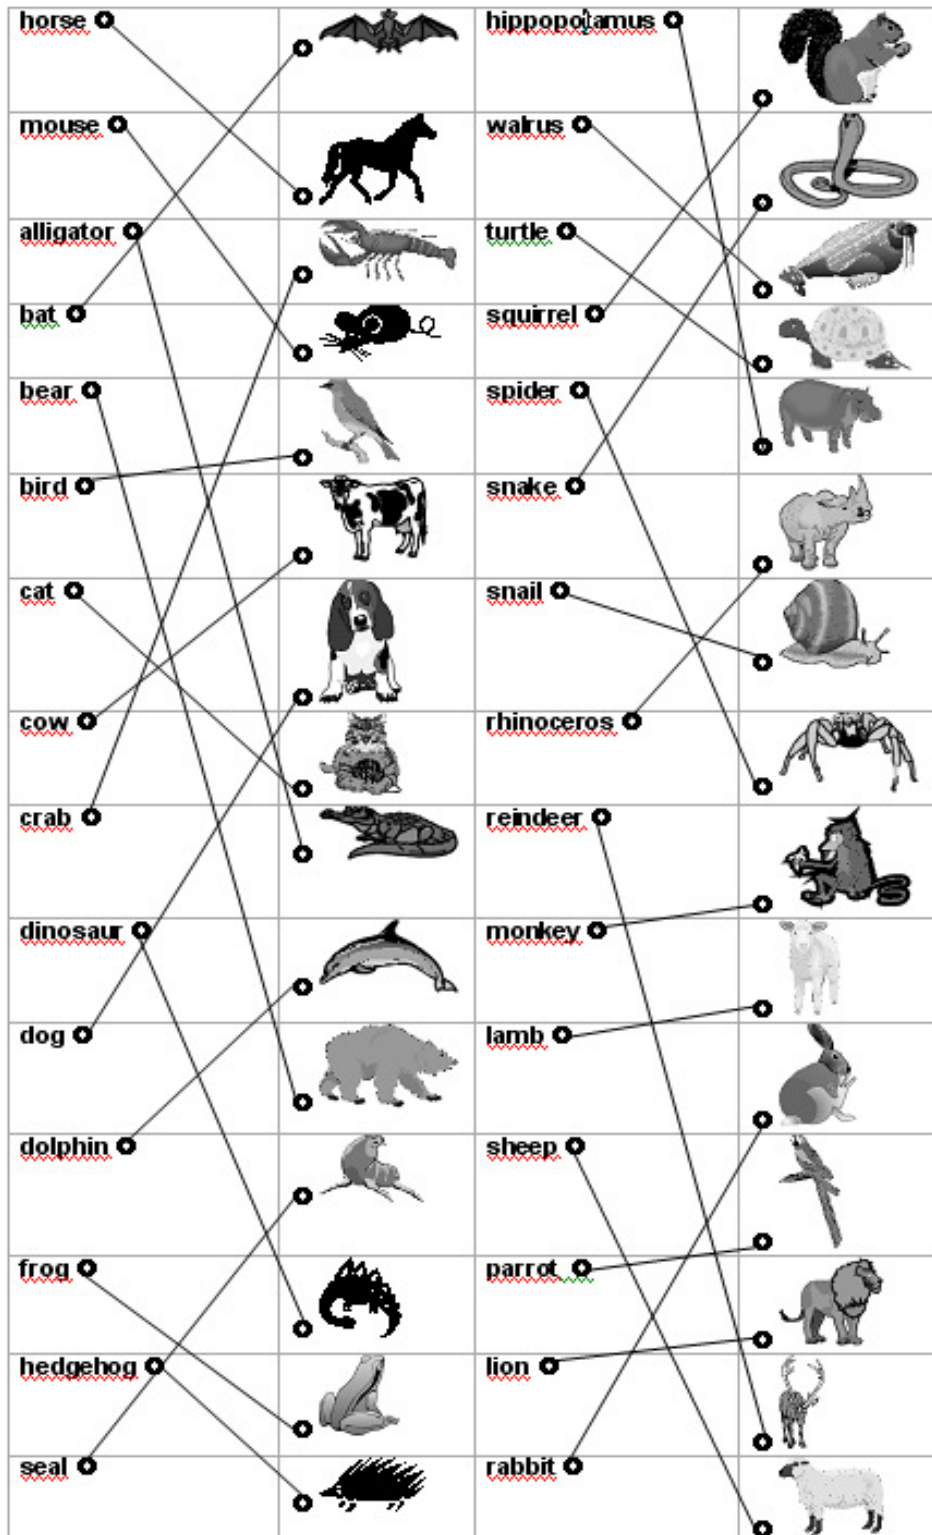 horse
mouse
alligator
bat
bear
bird
cat
cow
crab
dinosaur
dog
dolphin
frog
hedgehog
seal
hippopotamus
walrus
turtle
squirrel
spider
snake
snail
rhinoceros
reindeer
monkey
lamb
sheep
parrot
lion
rabbit